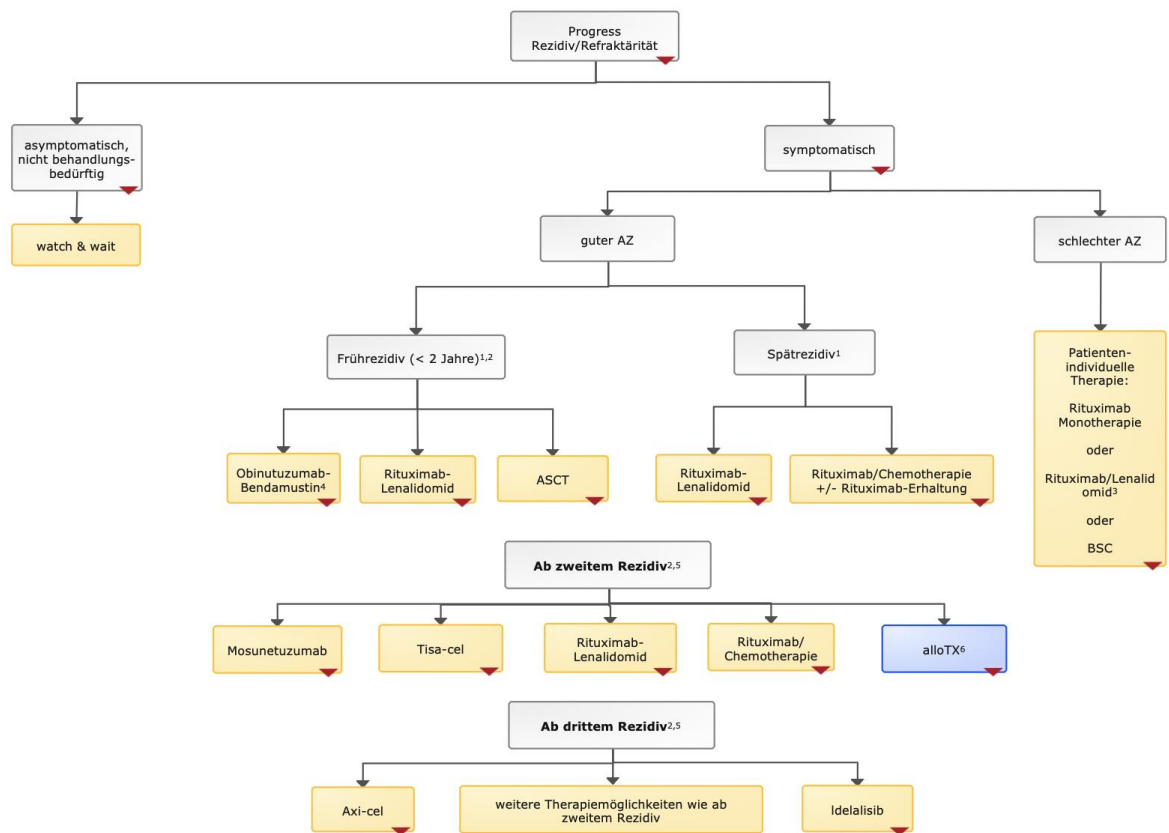 Progress
Rezidiv/Refraktärität
asymptomatisch,
nicht behandlungs-
bedürftig
symptomatisch
watch & wait
guter AZ
schlechter AZ
Frührezidiv (< 2 Jahre)¹,²
Spätrezidiv¹
Patienten-
individuelle
Therapie:
Rituximab
Monotherapie
oder
Rituximab/Lenalid
omid³
oder
BSC
Obinutuzumab-
Bendamustin⁴
Rituximab-
Lenalidomid
ASCT
Rituximab-
Lenalidomid
Rituximab/Chemotherapie
+/- Rituximab-Erhaltung
Ab zweitem Rezidiv²,⁵
Mosunetuzumab
Tisa-cel
Rituximab-
Lenalidomid
Rituximab/
Chemotherapie
alloTX⁶
Ab drittem Rezidiv²,⁵
Axi-cel
weitere Therapiemöglichkeiten wie ab
zweitem Rezidiv
Idelalisib